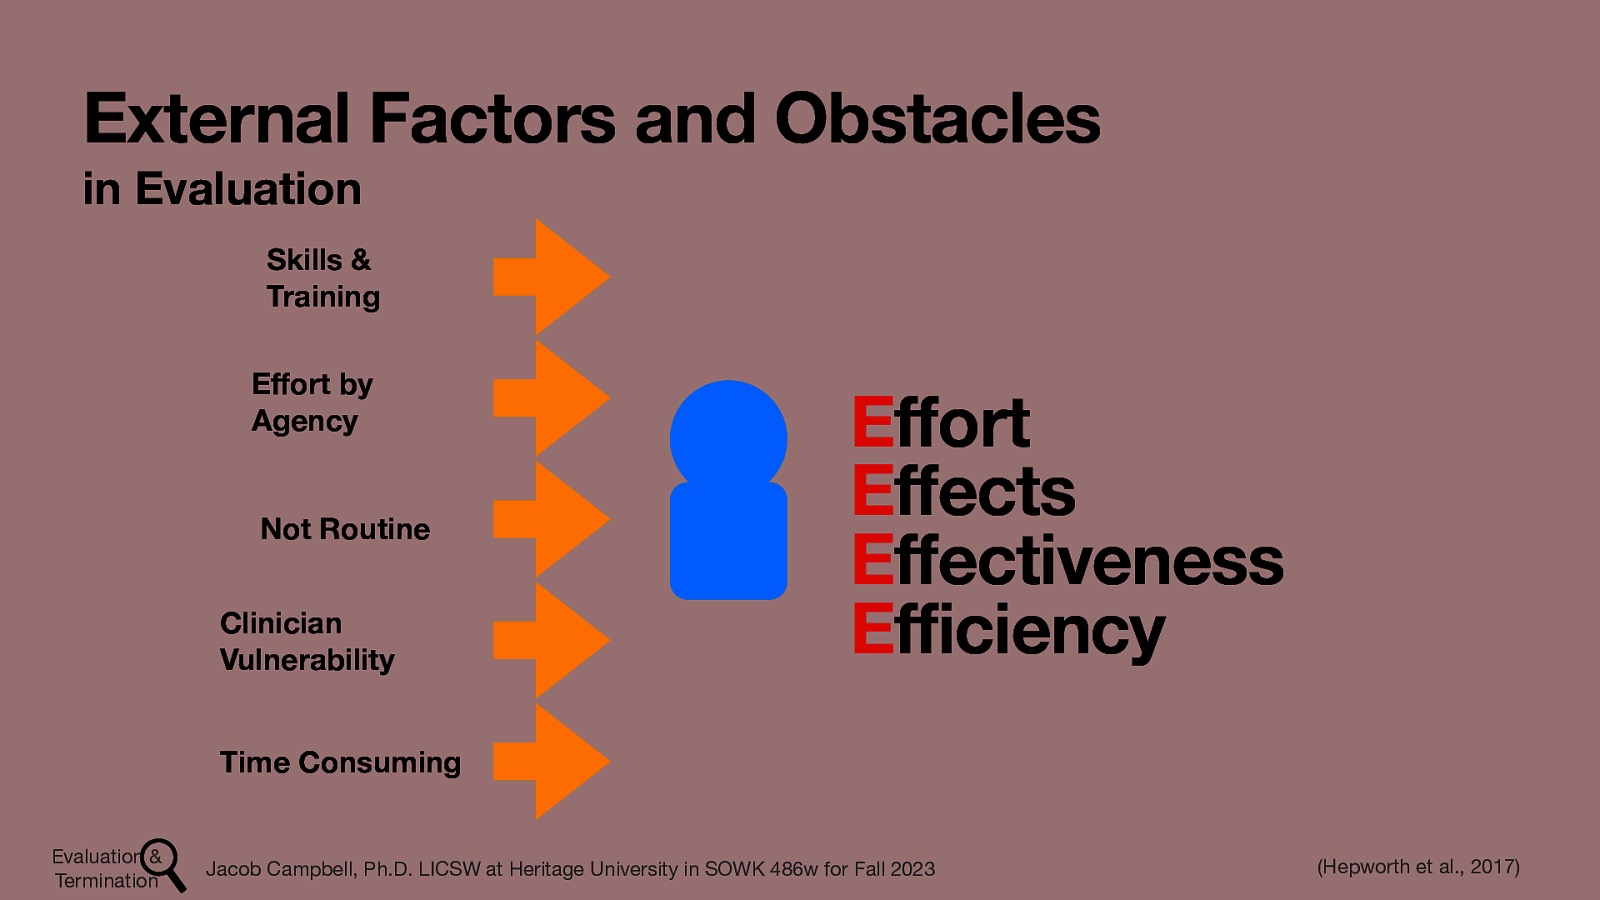 External Factors and Obstacles
in Evaluation
Skills &
Training
Effort by
Agency
Not Routine
Clinician
Vulnerability
Time Consuming
Effort
Effects
Effectiveness
Efficiency
Evaluation &
Termination
Jacob Campbell, Ph.D. LICSW at Heritage University in SOWK 486w for Fall 2023
(Hepworth et al., 2017)